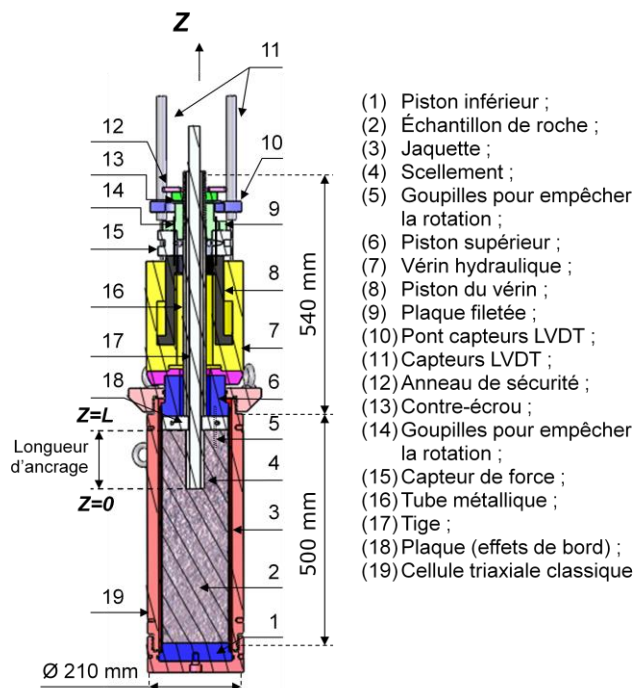 Z
11
12
13
14
15
16
17
18
Z=L
Longueur
d'ancrage
Z=0
19
Ø 210 mm
10
9
8
7
6
5
4
3
2
1
540 mm
500 mm
(1) Piston inférieur ;
(2) Échantillon de roche ;
(3) Jaquette ;
(4) Scellement ;
(5) Goupilles pour empêcher
la rotation ;
(6) Piston supérieur ;
(7) Vérin hydraulique ;
(8) Piston du vérin ;
(9) Plaque filetée ;
(10) Pont capteurs LVDT ;
(11) Capteurs LVDT ;
(12) Anneau de sécurité ;
(13) Contre-écrou ;
(14) Goupilles pour empêcher
la rotation ;
(15) Capteur de force ;
(16) Tube métallique ;
(17) Tige ;
(18) Plaque (effets de bord) ;
(19) Cellule triaxiale classique